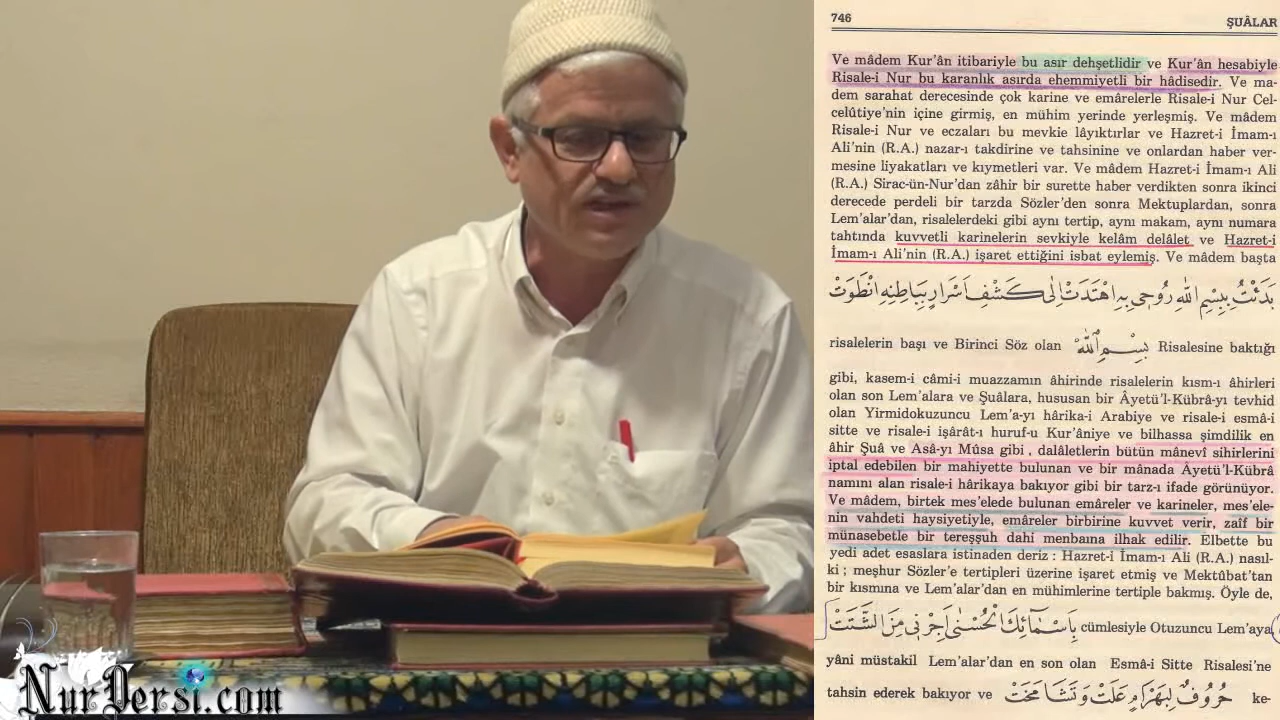 746
ŞUÂLAR
Ve mâdem Kur'ân itibariyle bu asır dehşetlidir ve Kur'ân hesabiyle
Risale-i Nur bu karanlık asırda ehemmiyetli bir hâdisedir. Ve ma-
dem sarahat derecesinde çok karine ve emârelerle Risale-i Nur Cel-
celûtiye'nin içine girmiş, en mühim yerinde yerleşmiş. Ve mâdem
Risale-i Nur ve eczaları bu mevkie lâyıktırlar ve Hazret-i İmam-ı
Ali'nin (R.A.) nazar-ı takdirine ve tahsinine ve onlardan haber ver-
mesine liyakatları ve kıymetleri var. Ve mâdem Hazret-i İmam-ı Ali
(R.A.) Sirac-ün-Nur'dan zâhir bir surette haber verdikten sonra ikinci
derecede perdeli bir tarzda Sözler'den sonra Mektuplardan, sonra
Lem'alar'dan, risalelerdeki gibi aynı tertip, aynı makam, aynı numara
tahtında kuvvetli karinelerin sevkiyle kelâm delâlet ve Hazret-i
İmam-ı Ali'nin (R.A.) işaret ettiğini isbat eylemiş. Ve mâdem başta
بَدَئْتُ بِبِسْمِ اللّٰهِ رُوحِى بِهِ اهْتَدَتْ اِلٰى كَشْفِ اَسْرَارٍ بِبَاطِنِهِ انْطَوَتْ
risalelerin başı ve Birinci Söz olan بِسْمِ اللّٰهِ Risalesine baktığı
gibi, kasem-i câmi-i muazzamın âhirinde risalelerin kısm-ı âhirleri
olan son Lem'alara ve Şuâlara, hususan bir Âyetü'l-Kübrâ-yı tevhid
olan Yirmidokuzuncu Lem'a-yı hârika-i Arabiye ve risale-i esmâ-i
sitte ve risale-i işârât-ı huruf-u Kur'âniye ve bilhassa şimdilik en
âhir Şuâ ve Asâ-yı Mûsa gibi, dalâletlerin bütün mânevî sihirlerini
iptal edebilen bir mahiyette bulunan ve bir mânada Âyetü'l-Kübrâ
namını alan risale-i hârikaya bakıyor gibi bir tarz-ı ifade görünüyor.
Ve mâdem, birtek mes'elede bulunan emâreler ve karineler, mes'ele-
nin vahdeti haysiyetiyle, emâreler birbirine kuvvet verir, zaîf bir
münasebetle bir tereşşuh dahi menbaına ilhak edilir. Elbette bu
yedi adet esaslara istinaden deriz : Hazret-i İmam-ı Ali (R.A.) nasıl-
ki ; meşhur Sözler'e tertipleri üzerine işaret etmiş ve Mektûbat'tan
bir kısmına ve Lem'alar'dan en mühimlerine tertiple bakmış. Öyle de,
بِاَسْمَٓائِكَ الْحُسْنٰى اَجِرْنِى مِنَ الشَّتَتْ cümlesiyle Otuzuncu Lem'aya
yâni müstakil Lem'alar'dan en son olan Esmâ-i Sitte Risalesi'ne
tahsin ederek bakıyor ve حُرُوفٌ لِبَهْرَامٍ عَلَتْ وَ تَشَامَخَتْ ke-
NurDersi.com